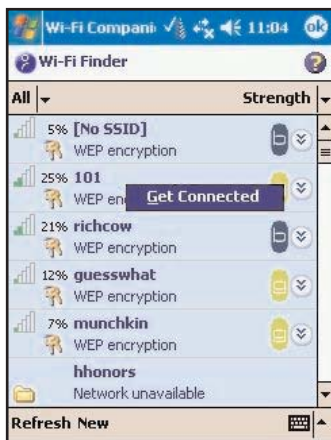 Wi-Fi Compani 11:04 ok
Wi-Fi Finder ?
All Strength
5% [No SSID]
WEP encryption b
25% 101
WEP en Get Connected
21% richcow
WEP encryption b
12% guesswhat
WEP encryption g
7% munchkin
WEP encryption g
hhonors
Network unavailable
Refresh New